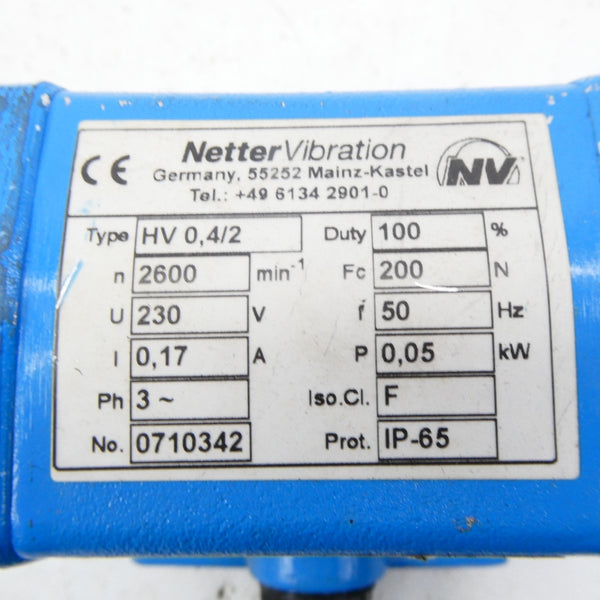 CE NetterVibration NV
Germany, 55252 Mainz-Kastel
Tel.: +49 6134 2901-0
Type HV 0,4/2 Duty 100 %
n 2600 min-1 Fc 200 N
U 230 V f 50 Hz
I 0,17 A P 0,05 kW
Ph 3 ~ Iso.Cl. F
No. 0710342 Prot. IP-65